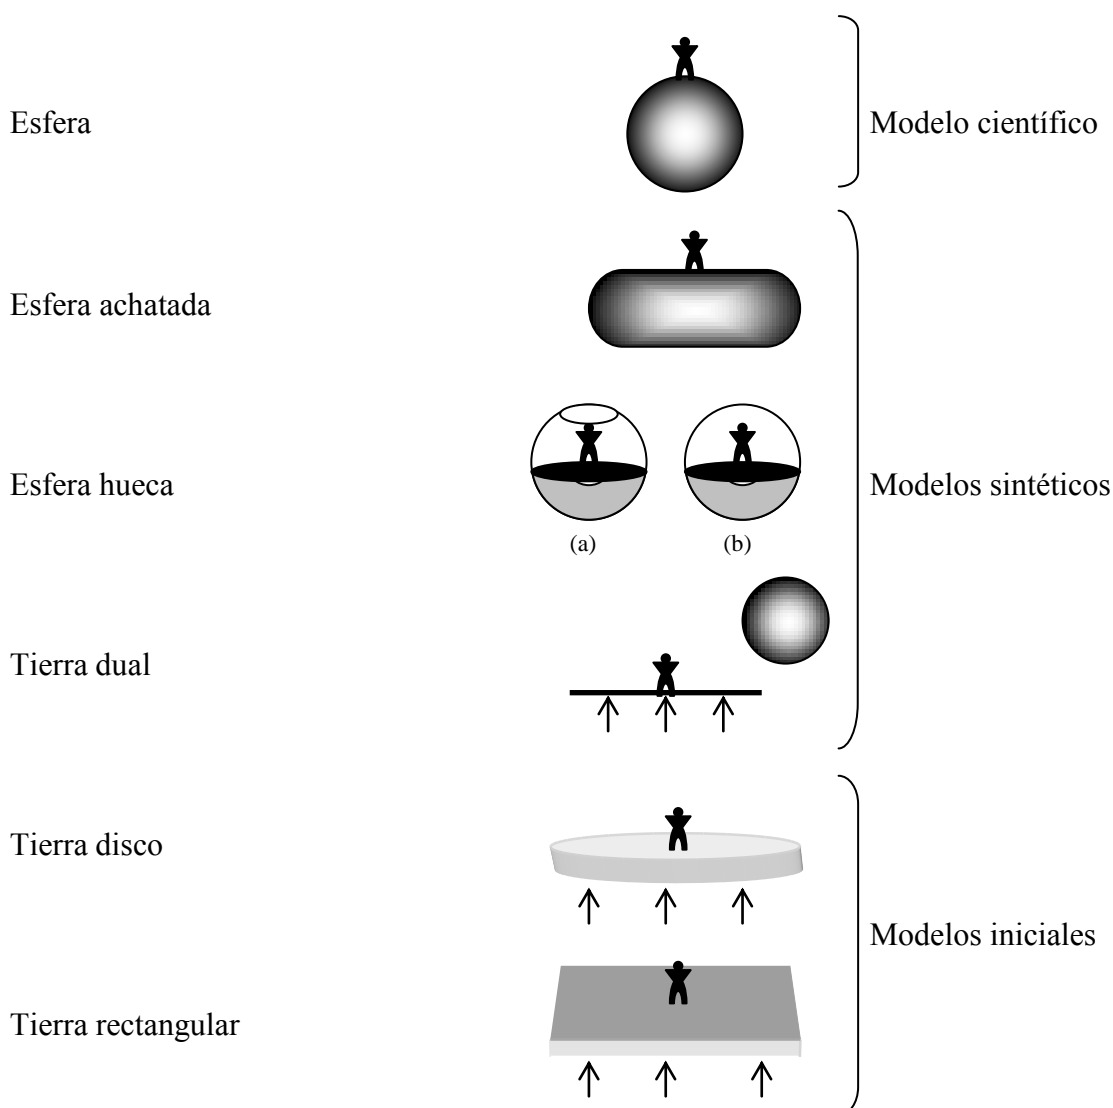 Esfera
Modelo científico
Esfera achatada
Esfera hueca
(a)
(b)
Modelos sintéticos
Tierra dual
Tierra disco
Modelos iniciales
Tierra rectangular